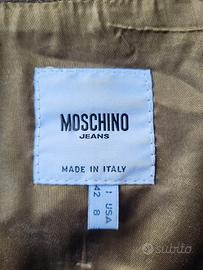 MOSCHINO
JEANS
MADE IN ITALY
I USA
42 8
subito